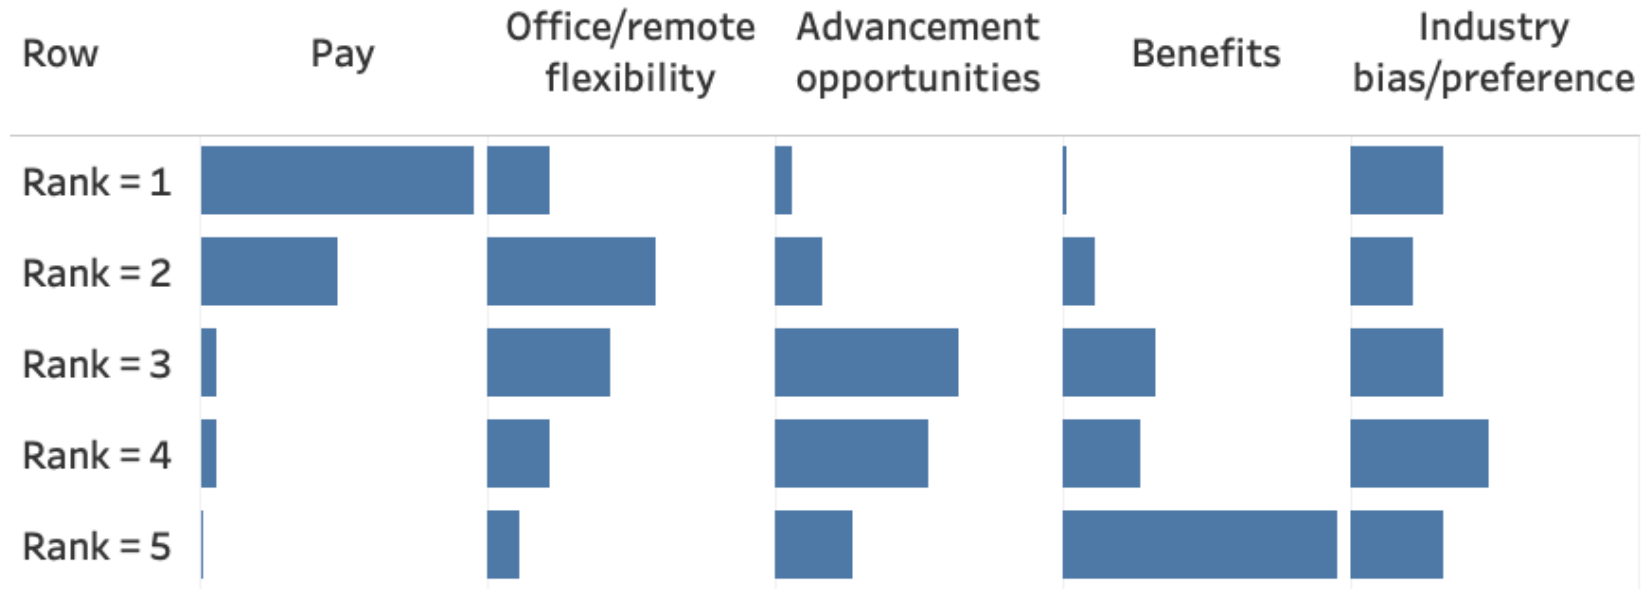 Row
Pay
Office/remote
flexibility
Advancement
opportunities
Benefits
Industry
bias/preference
Rank = 1
Rank = 2
Rank = 3
Rank = 4
Rank = 5